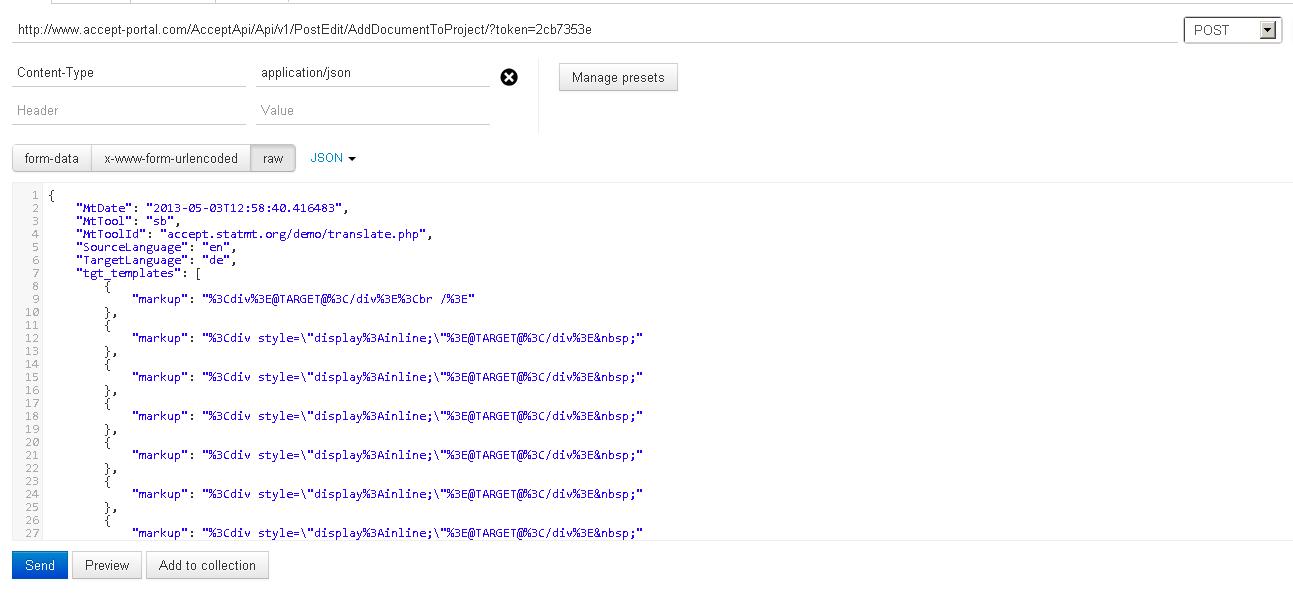 http://www.accept-portal.com/AcceptApi/Api/v1/PostEdit/AddDocumentToProject/?token=2cb7353e POST
Content-Type application/json Manage presets
Header Value
form-data x-www-form-urlencoded raw JSON
1 {
2 "MtDate": "2013-05-03T12:58:40.416483",
3 "MtTool": "sb",
4 "MtToolId": "accept.statmt.org/demo/translate.php",
5 "SourceLanguage": "en",
6 "TargetLanguage": "de",
7 "tgt_templates": [
8 {
9 "markup": "%3Cdiv%3E@TARGET@%3C/div%3E%3Cbr /%3E"
10 },
11 {
12 "markup": "%3Cdiv style=\"display%3Ainline;\"%3E@TARGET@%3C/div%3E&nbsp;"
13 },
14 {
15 "markup": "%3Cdiv style=\"display%3Ainline;\"%3E@TARGET@%3C/div%3E&nbsp;"
16 },
17 {
18 "markup": "%3Cdiv style=\"display%3Ainline;\"%3E@TARGET@%3C/div%3E&nbsp;"
19 },
20 {
21 "markup": "%3Cdiv style=\"display%3Ainline;\"%3E@TARGET@%3C/div%3E&nbsp;"
22 },
23 {
24 "markup": "%3Cdiv style=\"display%3Ainline;\"%3E@TARGET@%3C/div%3E&nbsp;"
25 },
26 {
27 "markup": "%3Cdiv style=\"display%3Ainline;\"%3E@TARGET@%3C/div%3E&nbsp;"
Send Preview Add to collection